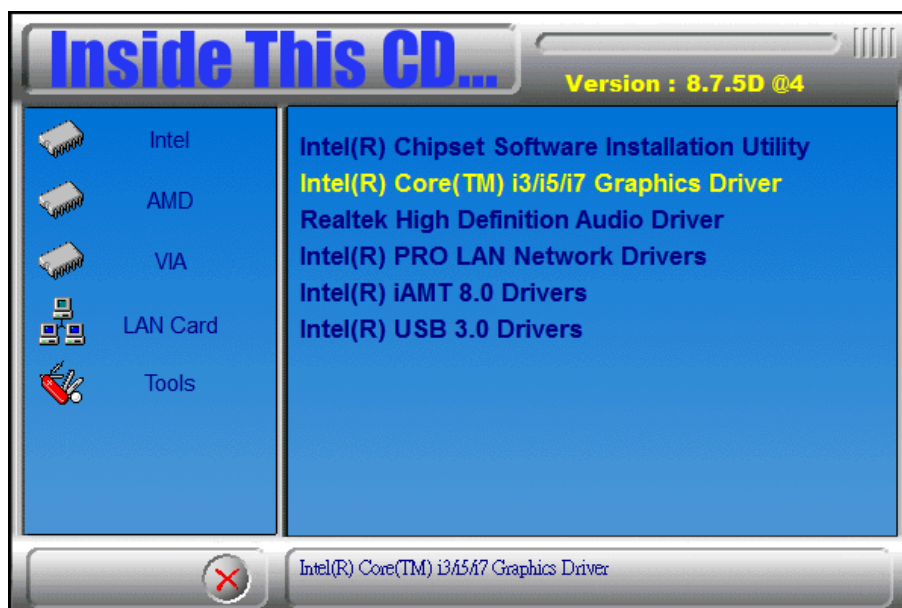 Inside This CD...
Version : 8.7.5D @4
Intel
AMD
VIA
LAN Card
Tools
Intel(R) Chipset Software Installation Utility
Intel(R) Core(TM) i3/i5/i7 Graphics Driver
Realtek High Definition Audio Driver
Intel(R) PRO LAN Network Drivers
Intel(R) iAMT 8.0 Drivers
Intel(R) USB 3.0 Drivers
Intel(R) Core(TM) i3/i5/i7 Graphics Driver